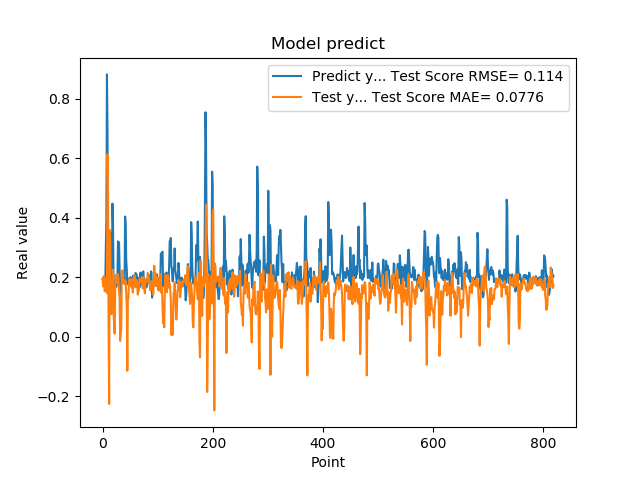 Model predict
Predict y... Test Score RMSE= 0.114
Test y... Test Score MAE= 0.0776
Real value
0.8
0.6
0.4
0.2
0.0
−0.2
0
200
400
600
800
Point